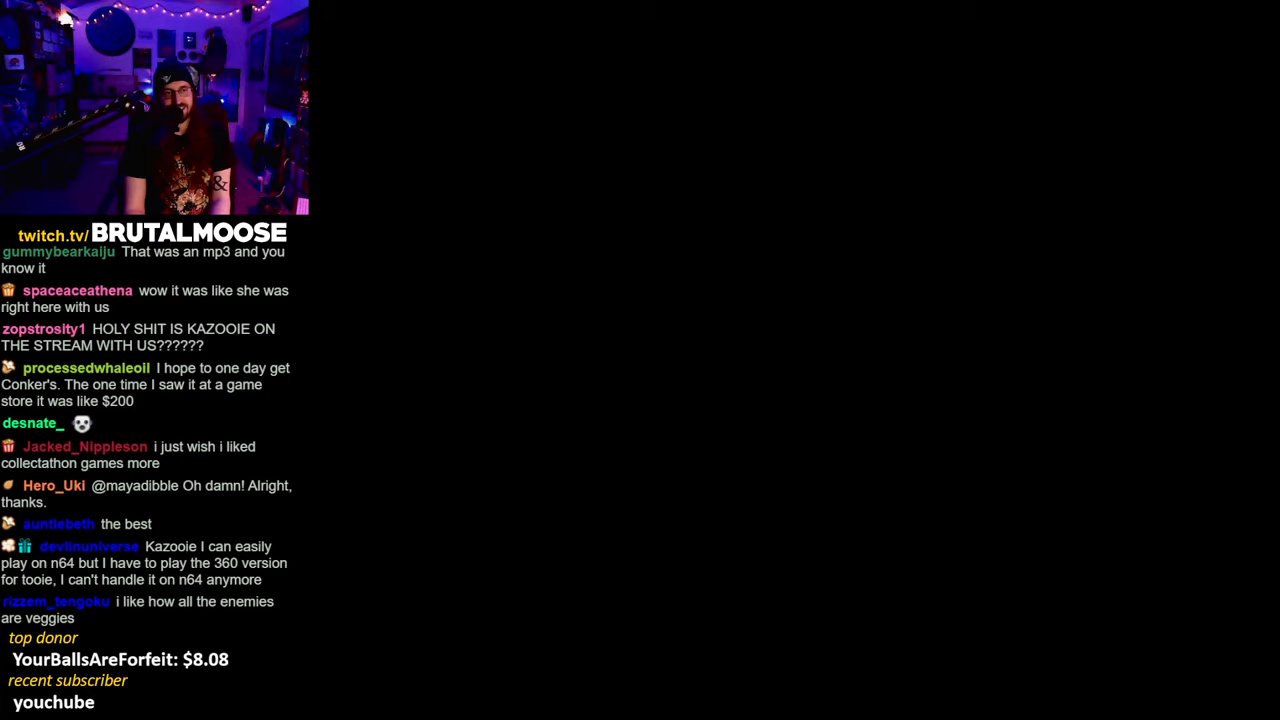 &
twitch.tv/BRUTALMOOSE
gummybearkaiju That was an mp3 and you
know it
spaceaceathena wow it was like she was
right here with us
zopstrosity1 HOLY SHIT IS KAZOOIE ON
THE STREAM WITH US??????
processedwhaleoil I hope to one day get
Conker's. The one time I saw it at a game
store it was like $200
desnate_
Jacked_Nippleson i just wish i liked
collectathon games more
Hero_Uki @mayadibble Oh damn! Alright,
thanks.
auntiebeth the best
devilnuniverse Kazooie I can easily
play on n64 but I have to play the 360 version
for tooie, I can't handle it on n64 anymore
rizzem_tengoku i like how all the enemies
are veggies
top donor
YourBallsAreForfeit: $8.08
recent subscriber
youchube